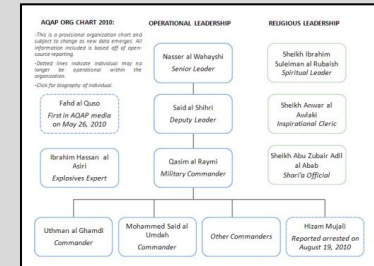 AQAP ORG CHART 2010:
-This is a provisional organization chart and
subject to change as new data emerges. All
information included is based off of open-
source reporting.
-Dotted lines indicate individual may no
longer be operational within the
organization.
-Click for biography of individual.
OPERATIONAL LEADERSHIP
RELIGIOUS LEADERSHIP
Nasser al Wahayshi
Senior Leader
Sheikh Ibrahim
Suleiman al Rubaish
Spiritual Leader
Fahd al Quso
First in AQAP media
on May 26, 2010
Said al Shihri
Deputy Leader
Sheikh Anwar al
Awlaki
Inspirational Cleric
Ibrahim Hassan al
Asiri
Explosives Expert
Qasim al Raymi
Military Commander
Sheikh Abu Zubair Adil
al Abab
Shari'a Official
Uthman al Ghamdi
Commander
Mohammed Said al
Umdah
Commander
Other Commanders
Hizam Mujali
Reported arrested on
August 19, 2010